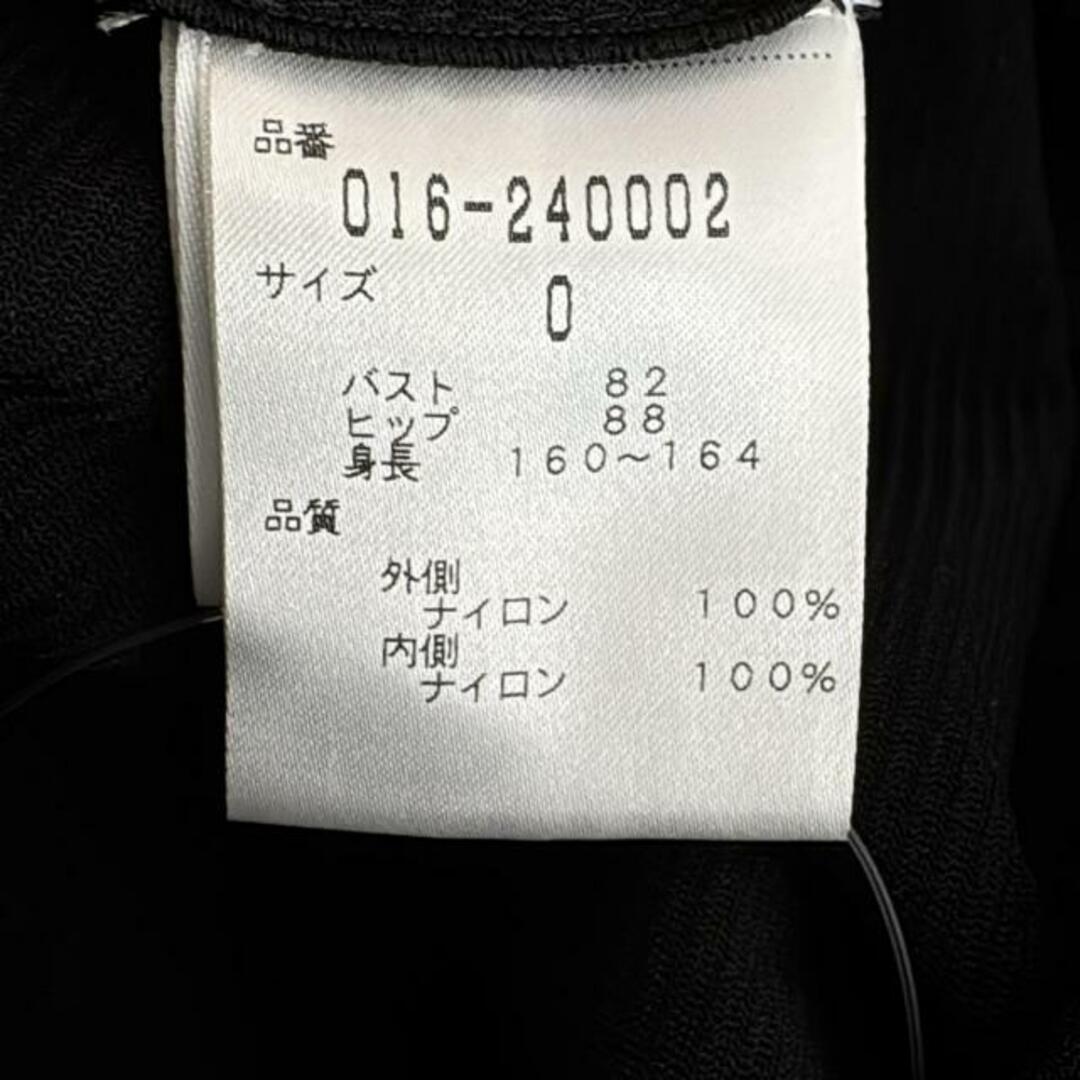 品番
016-240002
サイズ 0
バスト 82
ヒップ 88
身長 160～164
品質
外側
ナイロン 100%
内側
ナイロン 100%